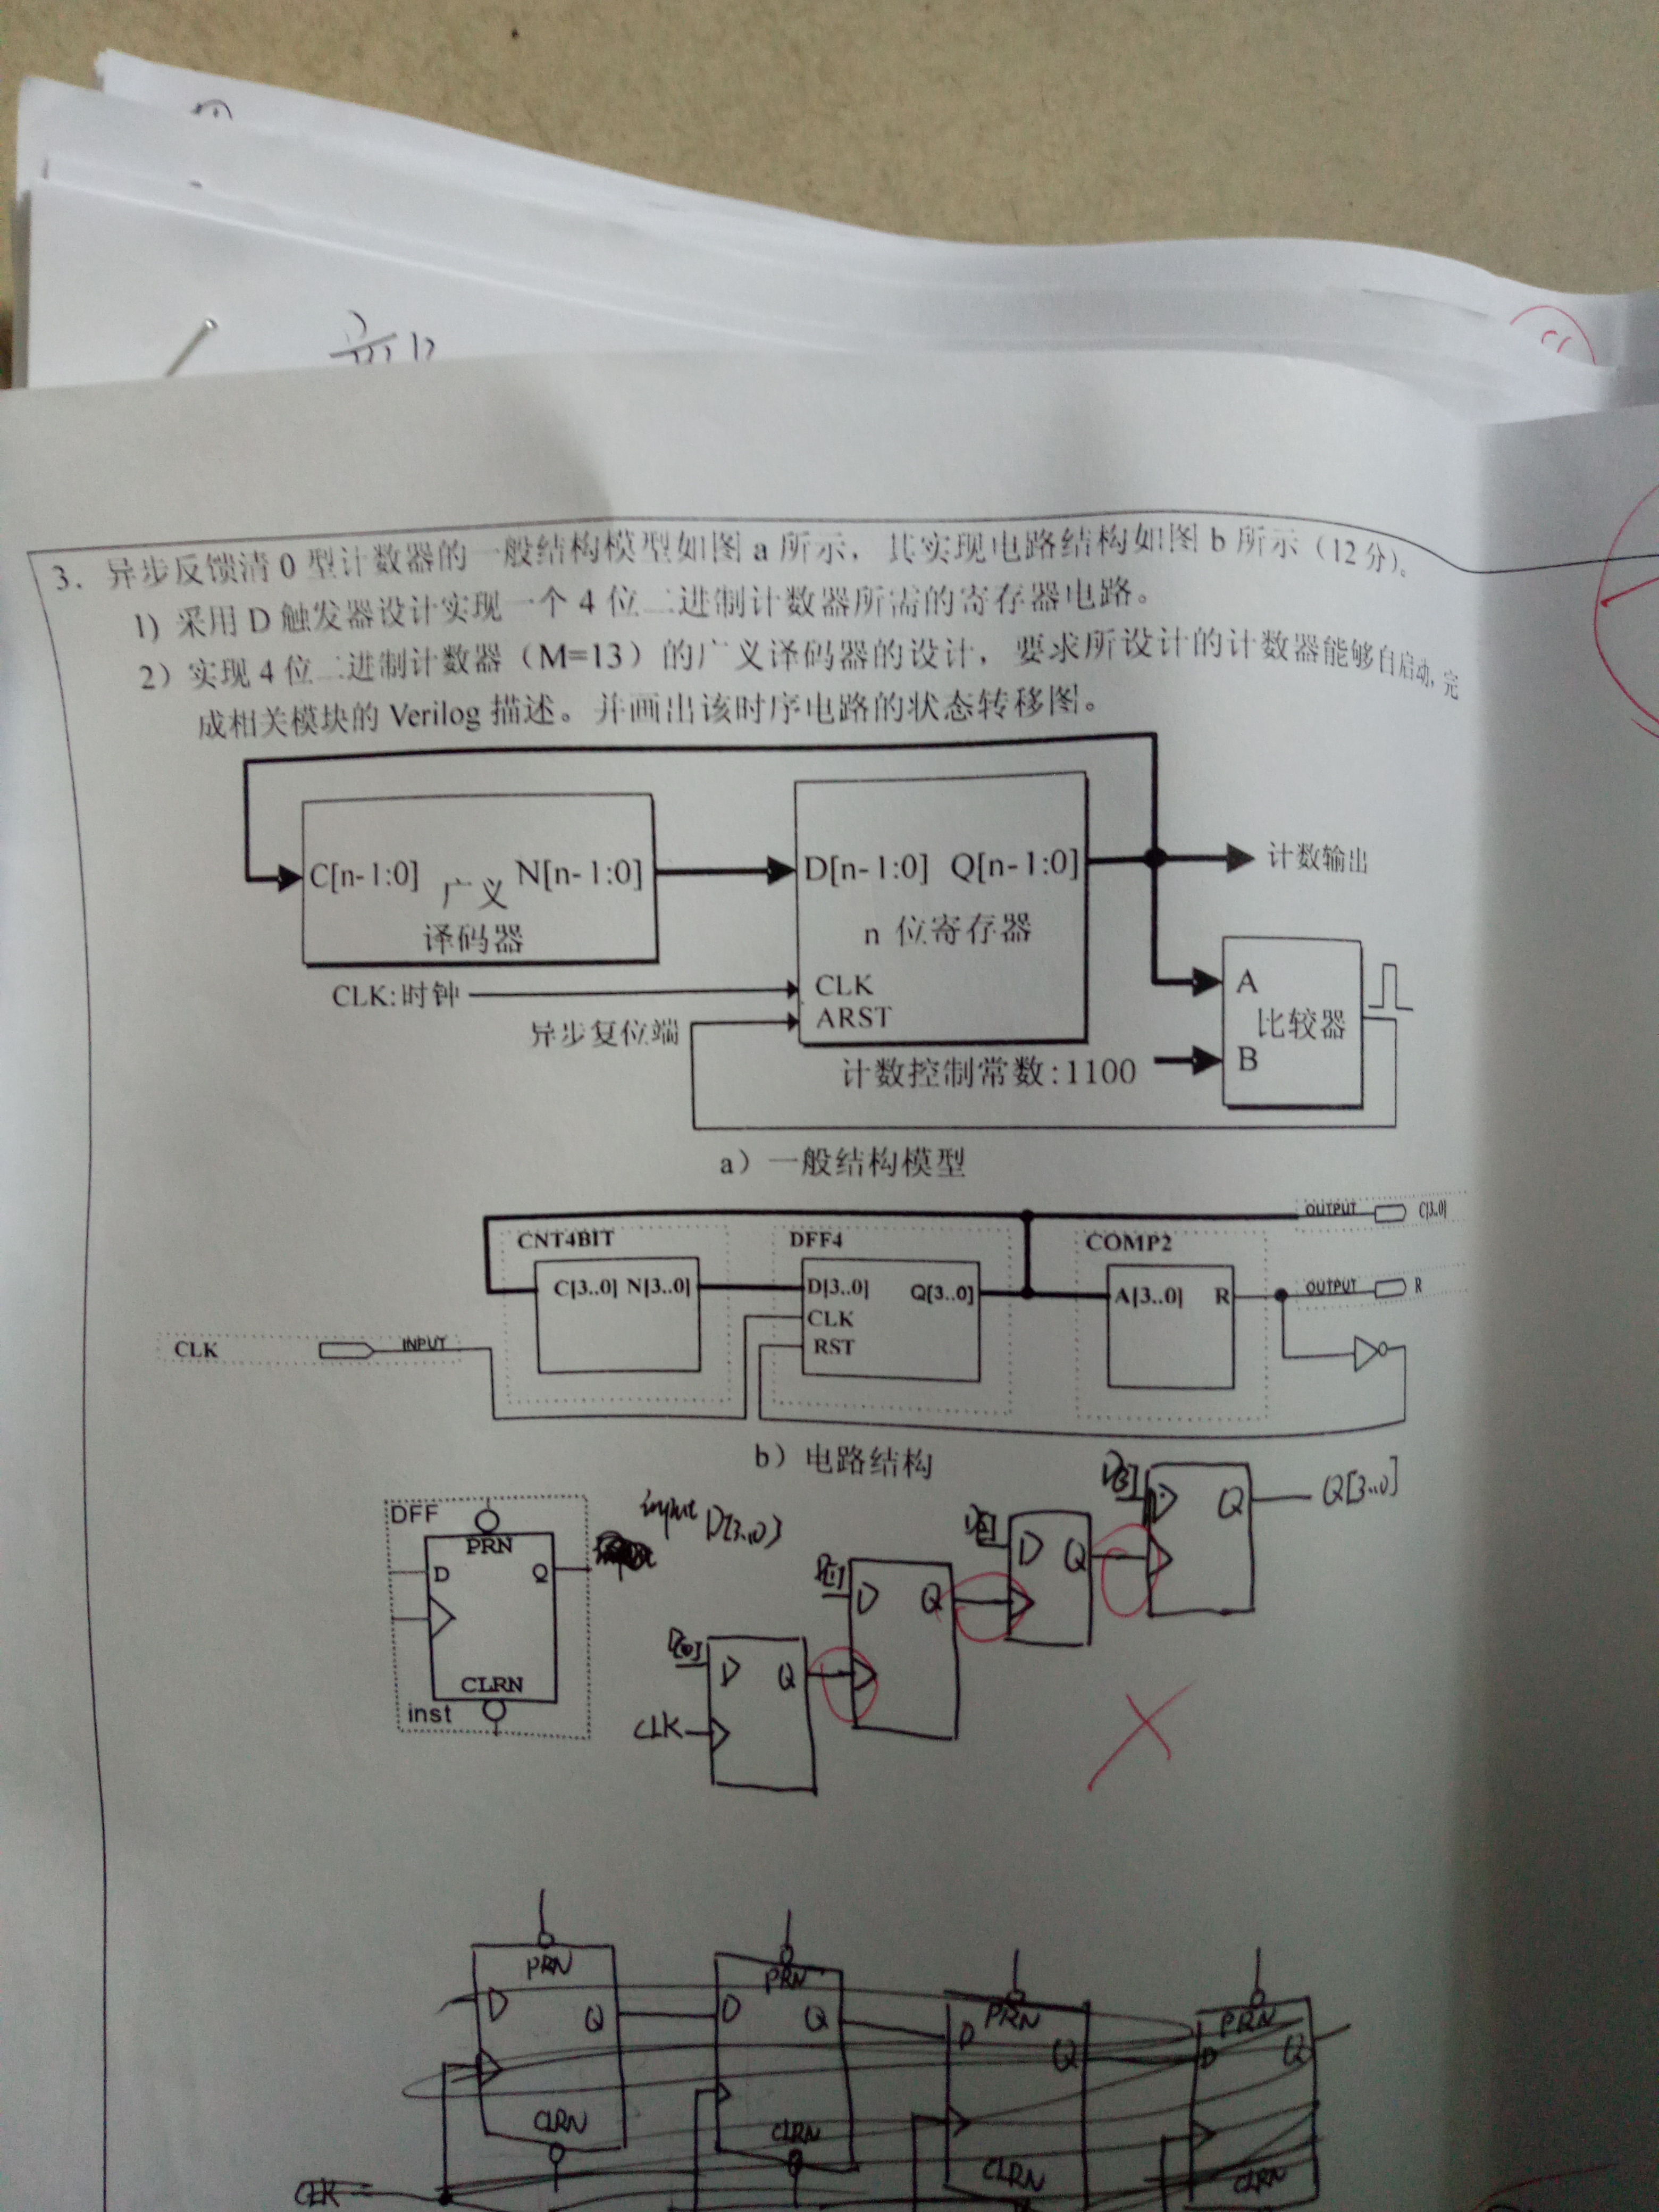 3. 异步反馈清 0 型计数器的一般结构模型如图 a 所示，其实现电路结构如图 b 所示（12 分）。
1) 采用 D 触发器设计实现一个 4 位二进制计数器所需的寄存器电路。
2）实现 4 位二进制计数器（M=13）的广义译码器的设计，要求所设计的计数器能够自启动，完
成相关模块的 Verilog 描述。并画出该时序电路的状态转移图。
C[n-1:0] 广义 N[n-1:0]
译码器
D[n-1:0] Q[n-1:0]
n 位寄存器
计数输出
CLK:时钟
CLK
异步复位端
ARST
A
比较器
B
计数控制常数:1100
a）一般结构模型
OUTPUT C[3..0]
CNT4BIT
DFF4
COMP2
C[3..0] N[3..0]
D[3..0] Q[3..0]
CLK
RST
A[3..0] R
OUTPUT R
CLK INPUT
b）电路结构
DFF
PRN
D Q
CLRN
inst
input D[3..0]
D[0] D Q
CLK
D[1] D Q
D Q
D[3] D Q Q[3..0]
PRN
D Q
CLRN
PRN
D Q
CLRN
PRN
D Q
CLRN
PRN
D Q
CLRN
CLK